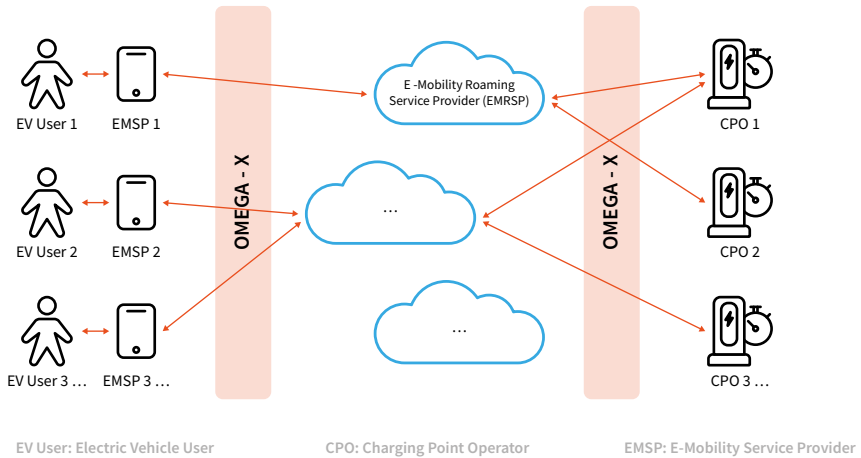 E -Mobility Roaming
Service Provider (EMRSP)
EV User 1
EMSP 1
CPO 1
OMEGA - X
OMEGA - X
...
EV User 2
EMSP 2
CPO 2
...
EV User 3 ...
EMSP 3 ...
CPO 3 ...
EV User: Electric Vehicle User
CPO: Charging Point Operator
EMSP: E-Mobility Service Provider